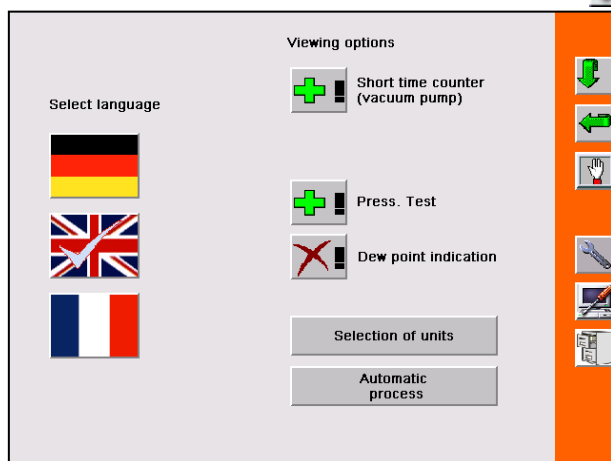 Viewing options
Short time counter
(vacuum pump)
Select language
Press. Test
Dew point indication
Selection of units
Automatic
process